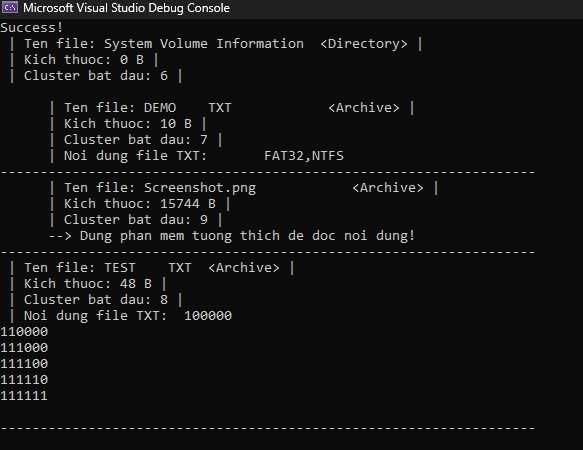 Microsoft Visual Studio Debug Console
Success!
| Ten file: System Volume Information <Directory> |
| Kich thuoc: 0 B |
| Cluster bat dau: 6 |
| Ten file: DEMO TXT <Archive> |
| Kich thuoc: 10 B |
| Cluster bat dau: 7 |
| Noi dung file TXT: FAT32,NTFS
-------------------------------------------------------------------
| Ten file: Screenshot.png <Archive> |
| Kich thuoc: 15744 B |
| Cluster bat dau: 9 |
--> Dung phan mem tuong thich de doc noi dung!
-------------------------------------------------------------------
| Ten file: TEST TXT <Archive> |
| Kich thuoc: 48 B |
| Cluster bat dau: 8 |
| Noi dung file TXT: 100000
110000
111000
111100
111110
111111
-------------------------------------------------------------------